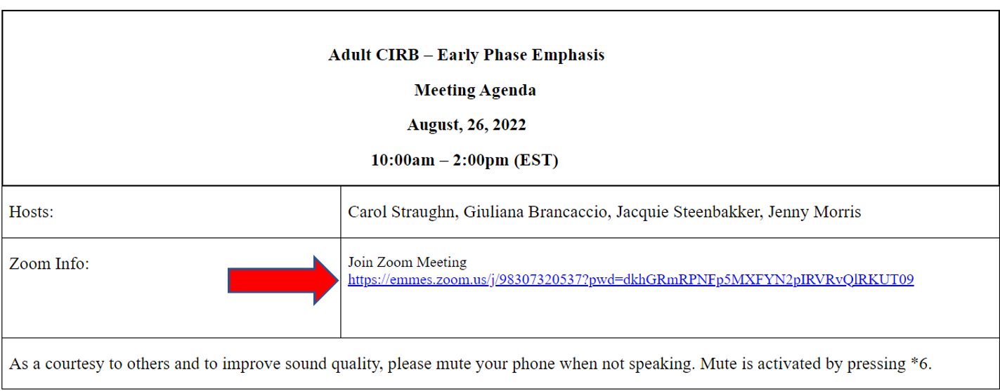 Adult CIRB – Early Phase Emphasis
Meeting Agenda
August, 26, 2022
10:00am – 2:00pm (EST)
Hosts:
Carol Straughn, Giuliana Brancaccio, Jacquie Steenbakker, Jenny Morris
Zoom Info:
Join Zoom Meeting
https://emmes.zoom.us/j/98307320537?pwd=dkhGRmRPNFp5MXFYN2pIRVRvQlRKUT09
As a courtesy to others and to improve sound quality, please mute your phone when not speaking. Mute is activated by pressing *6.